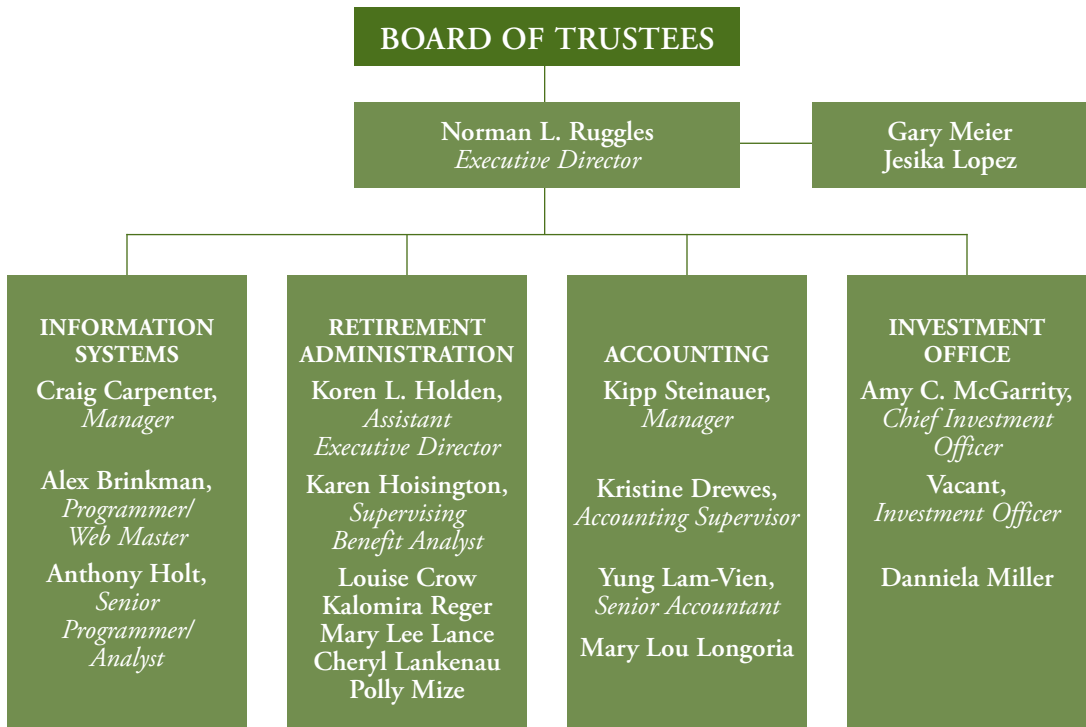 BOARD OF TRUSTEES
Norman L. Ruggles
Executive Director
Gary Meier
Jesika Lopez
INFORMATION
SYSTEMS
Craig Carpenter,
Manager
Alex Brinkman,
Programmer/
Web Master
Anthony Holt,
Senior
Programmer/
Analyst
RETIREMENT
ADMINISTRATION
Koren L. Holden,
Assistant
Executive Director
Karen Hoisington,
Supervising
Benefit Analyst
Louise Crow
Kalomira Reger
Mary Lee Lance
Cheryl Lankenau
Polly Mize
ACCOUNTING
Kipp Steinauer,
Manager
Kristine Drewes,
Accounting Supervisor
Yung Lam-Vien,
Senior Accountant
Mary Lou Longoria
INVESTMENT
OFFICE
Amy C. McGarrity,
Chief Investment
Officer
Vacant,
Investment Officer
Danniela Miller